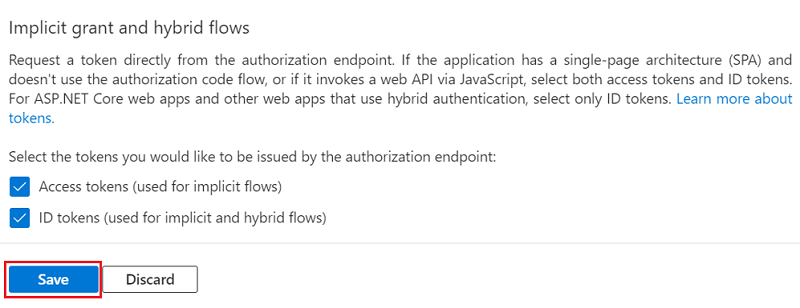 Implicit grant and hybrid flows
Request a token directly from the authorization endpoint. If the application has a single-page architecture (SPA) and
doesn't use the authorization code flow, or if it invokes a web API via JavaScript, select both access tokens and ID tokens.
For ASP.NET Core web apps and other web apps that use hybrid authentication, select only ID tokens. Learn more about
tokens.
Select the tokens you would like to be issued by the authorization endpoint:
Access tokens (used for implicit flows)
ID tokens (used for implicit and hybrid flows)
Save Discard